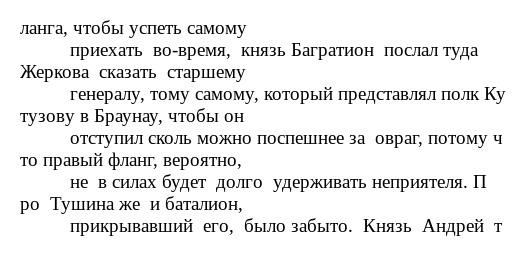 ланга, чтобы успеть самому
приехать во-время, князь Багратион послал туда
Жеркова сказать старшему
генералу, тому самому, который представлял полк Ку
тузову в Браунау, чтобы он
отступил сколь можно поспешнее за овраг, потому ч
то правый фланг, вероятно,
не в силах будет долго удерживать неприятеля. П
ро Тушина же и баталион,
прикрывавший его, было забыто. Князь Андрей т